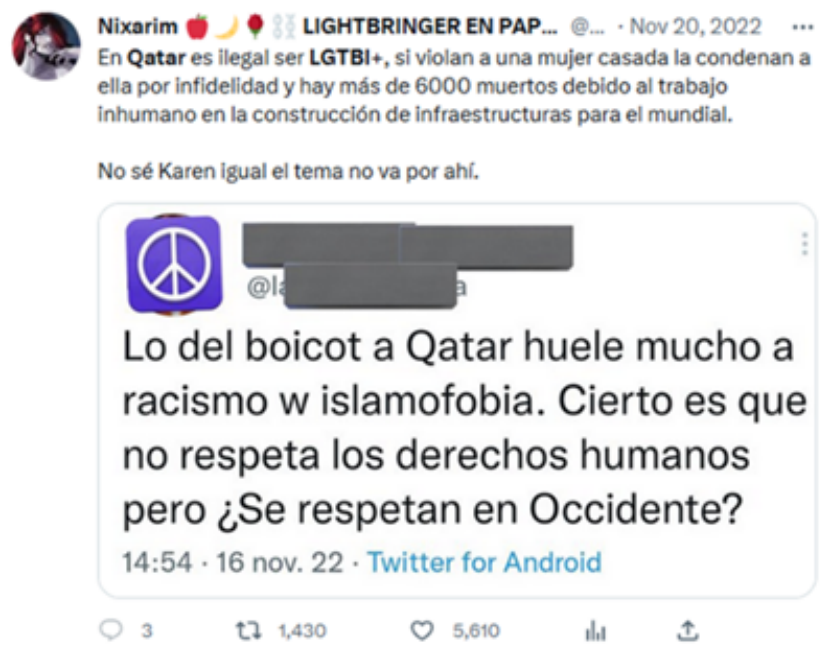 Nixarim 🍎🌙🌹⛓️ LIGHTBRINGER EN PAP... @... · Nov 20, 2022 ...
En Qatar es ilegal ser LGTBI+, si violan a una mujer casada la condenan a
ella por infidelidad y hay más de 6000 muertos debido al trabajo
inhumano en la construcción de infraestructuras para el mundial.
No sé Karen igual el tema no va por ahí.
@la a
Lo del boicot a Qatar huele mucho a
racismo w islamofobia. Cierto es que
no respeta los derechos humanos
pero ¿Se respetan en Occidente?
14:54 · 16 nov. 22 · Twitter for Android
3 1,430 5,610